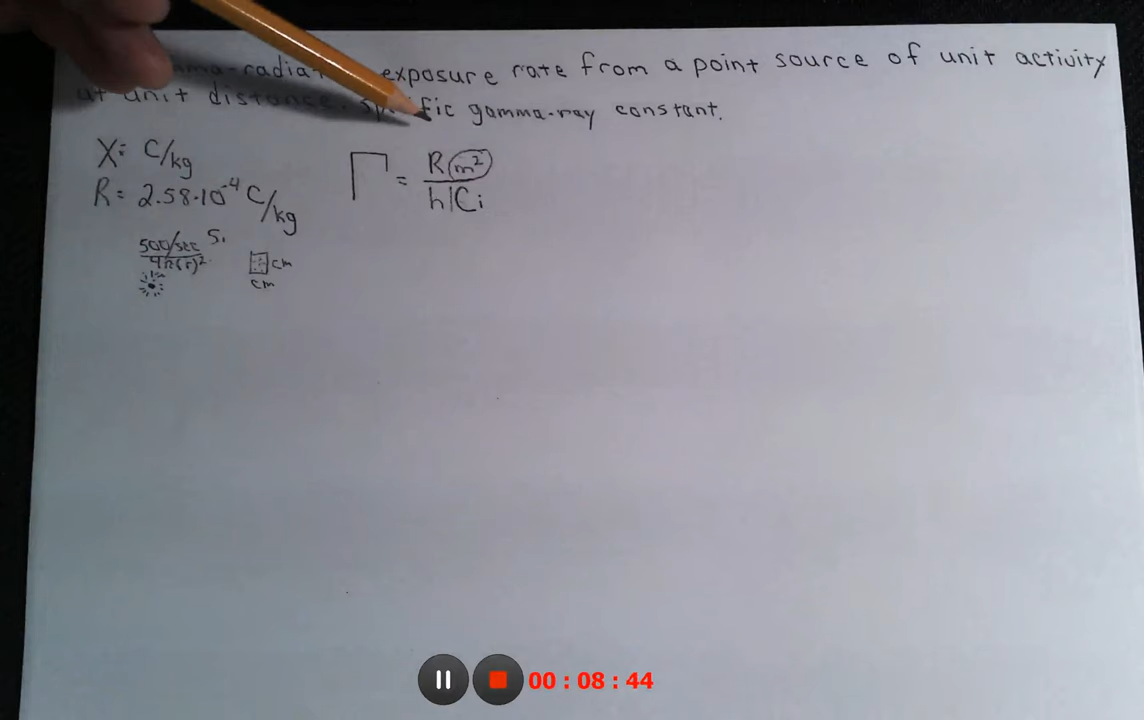 exposure rate from a point source of unit activity
at unit distance. gamma-ray constant.
X = C/kg
R = 2.58·10⁻⁴ C/kg
Γ = R(m²) / h|Ci
500/sec
4π(r)²
cm
cm
00 : 08 : 44